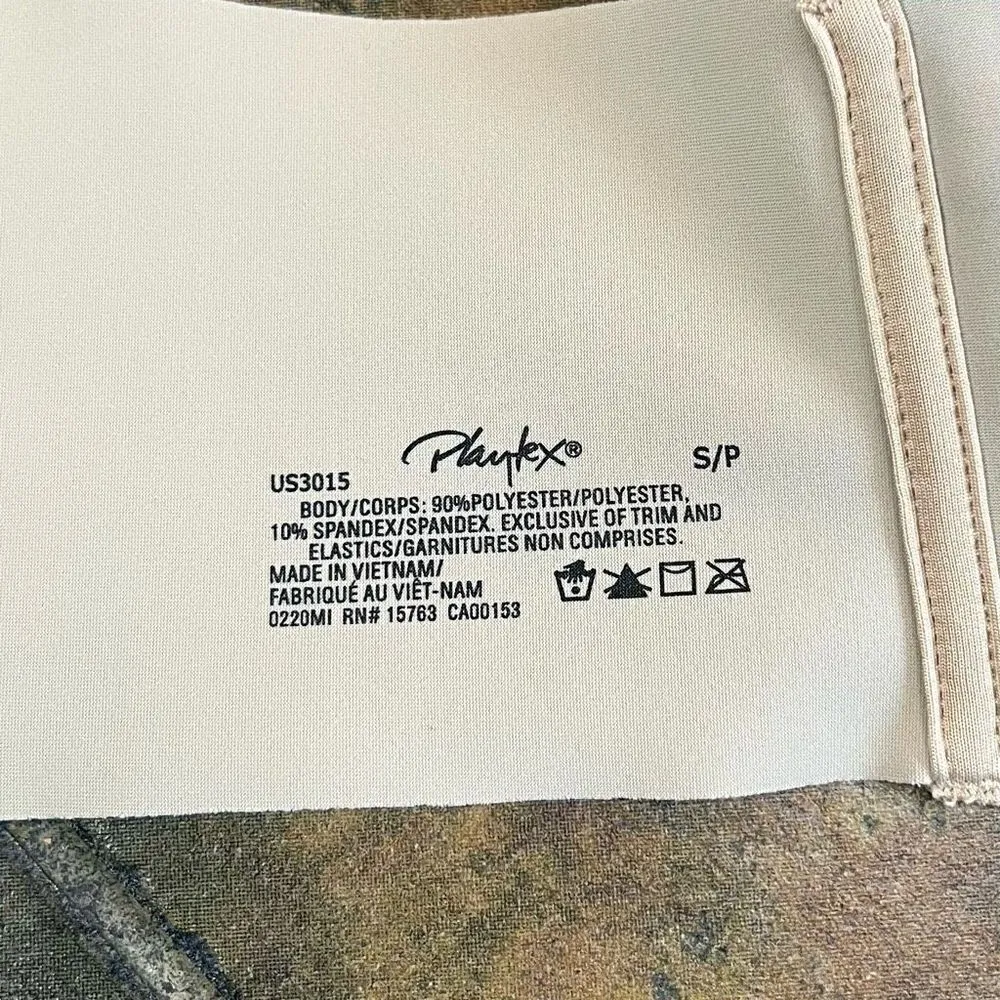 Playtex®
US3015 S/P
BODY/CORPS: 90%POLYESTER/POLYESTER,
10% SPANDEX/SPANDEX. EXCLUSIVE OF TRIM AND
ELASTICS/GARNITURES NON COMPRISES.
MADE IN VIETNAM/
FABRIQUÉ AU VIÊT-NAM
0220MI RN# 15763 CA00153